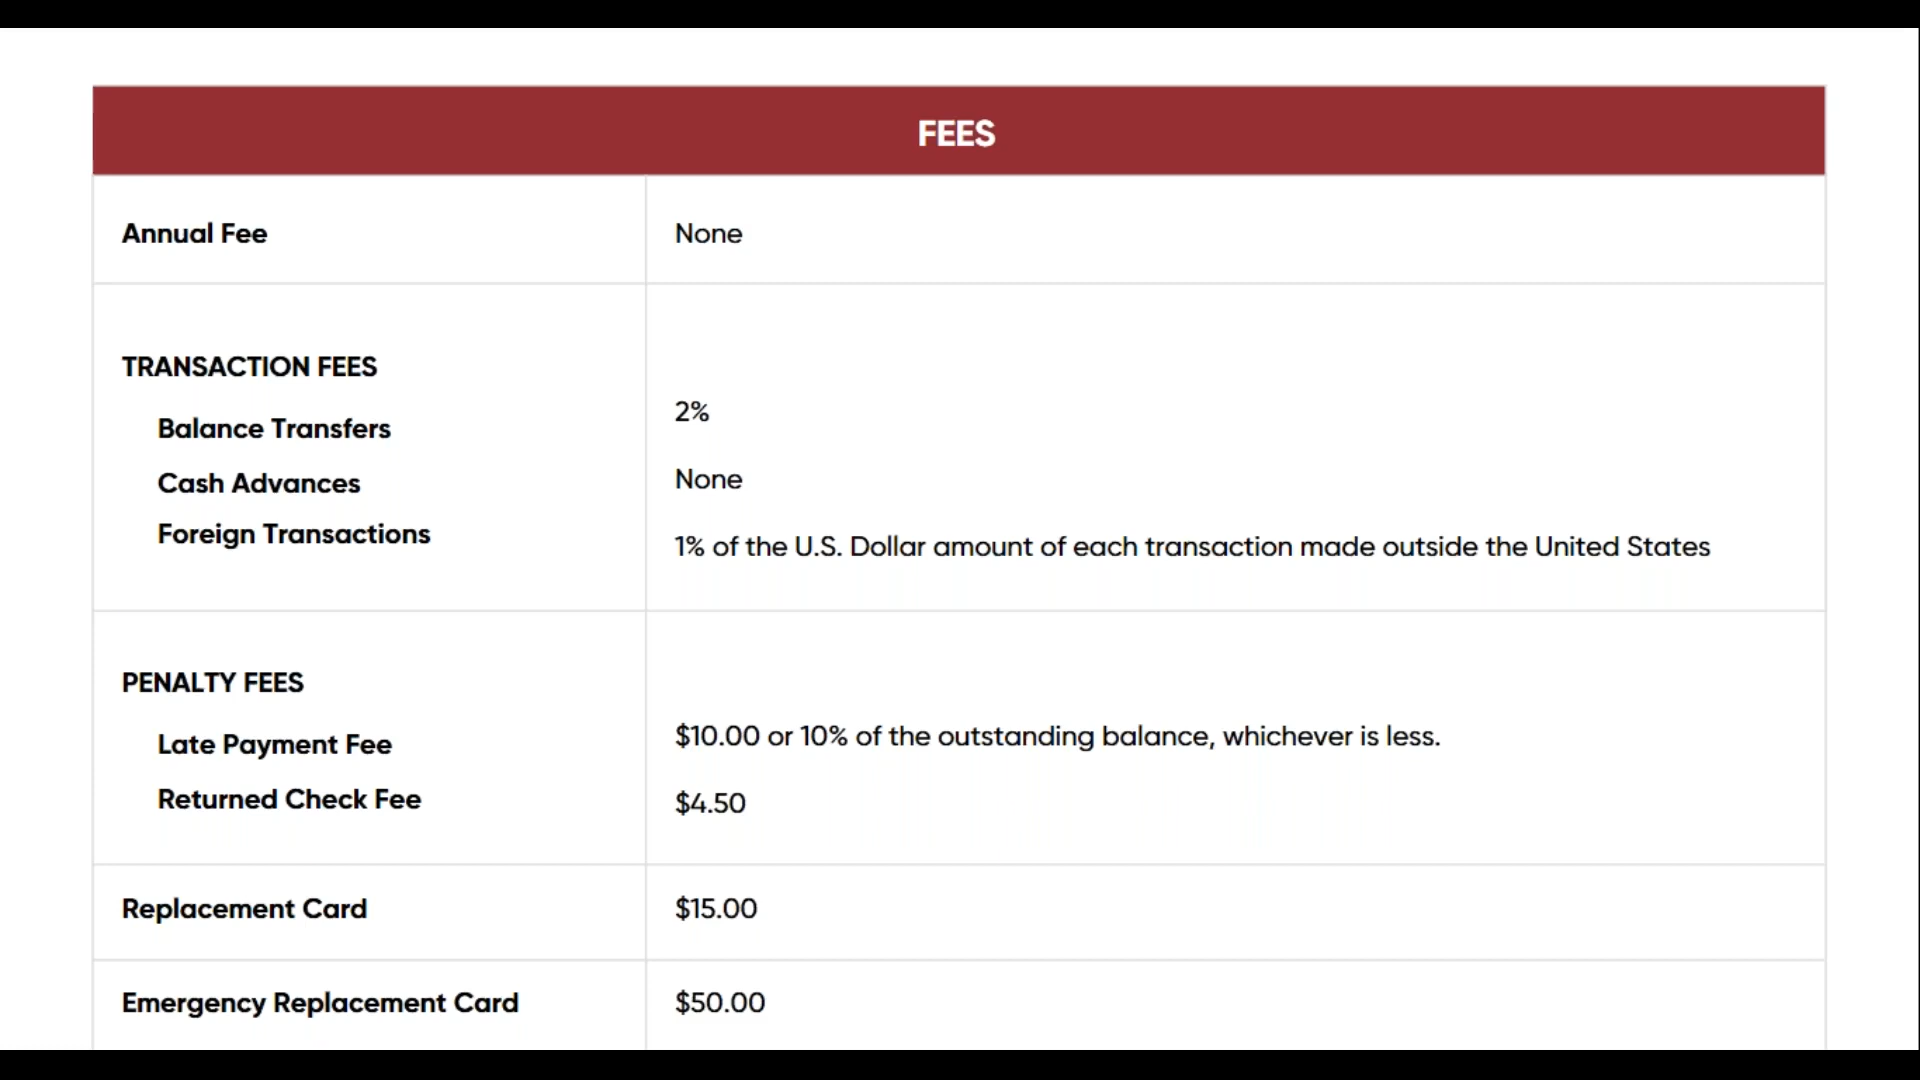 FEES
Annual Fee None
TRANSACTION FEES
Balance Transfers 2%
Cash Advances None
Foreign Transactions 1% of the U.S. Dollar amount of each transaction made outside the United States
PENALTY FEES
Late Payment Fee $10.00 or 10% of the outstanding balance, whichever is less.
Returned Check Fee $4.50
Replacement Card $15.00
Emergency Replacement Card $50.00